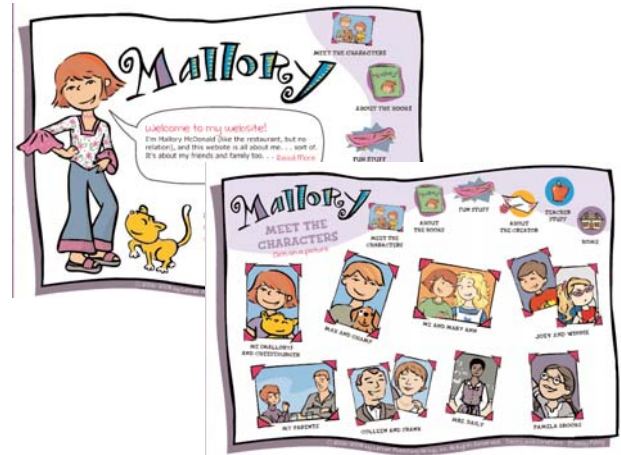 Mallory
MEET THE CHARACTERS
Mallory
ABOUT THE BOOKS
FUN STUFF
Welcome to my website!
I'm Mallory McDonald (like the restaurant, but no
relation), and this website is all about me. . . sort of.
It's about my friends and family too. - - Read More
Mallory
MEET THE
CHARACTERS
Click on a picture
MEET THE
CHARACTERS
ABOUT
THE BOOKS
FUN STUFF
ABOUT
THE CREATOR
TEACHER
STUFF
HOME
ME (MALLORY)
AND CHEESEBURGER
MAX AND CHAMP
ME AND MARY ANN
JOEY AND WINNIE
MY PARENTS
COLLEEN AND FRANK
MRS. DAILY
PAMELA BROOKS